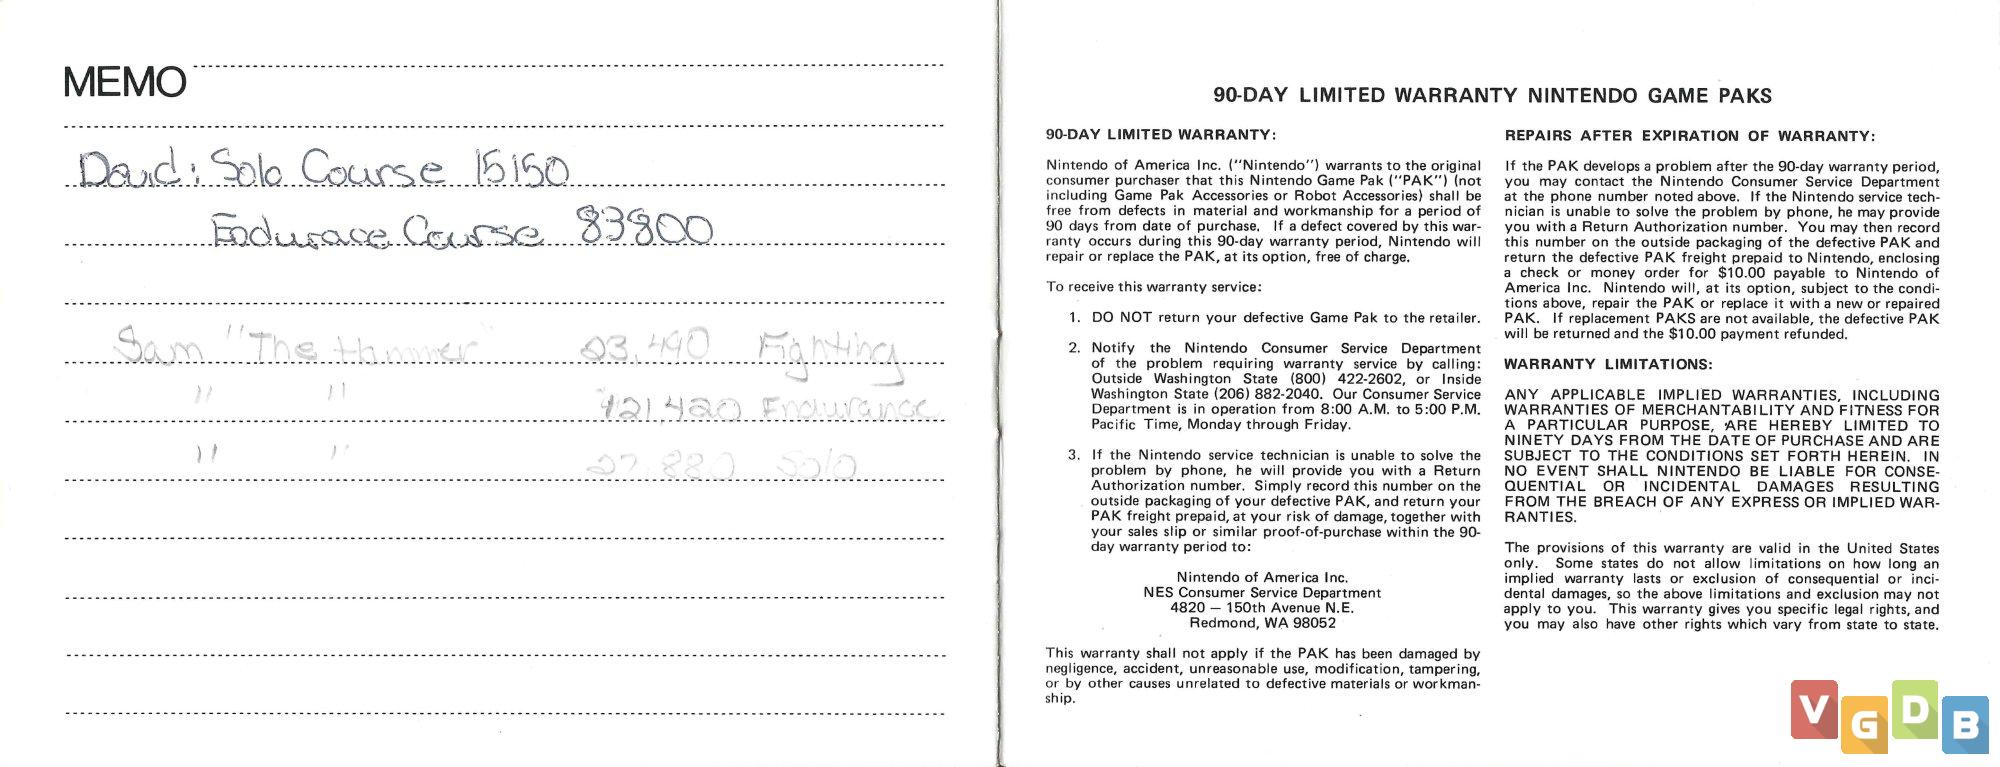 MEMO
David: Solo Course 15150
Endurace Course 83800
Sam "The Hammer" 23,490 Fighting
" " 421,420 Endurance
" " 27,880 Solo
90-DAY LIMITED WARRANTY NINTENDO GAME PAKS
90-DAY LIMITED WARRANTY:
Nintendo of America Inc. ("Nintendo") warrants to the original
consumer purchaser that this Nintendo Game Pak ("PAK") (not
including Game Pak Accessories or Robot Accessories) shall be
free from defects in material and workmanship for a period of
90 days from date of purchase. If a defect covered by this war-
ranty occurs during this 90-day warranty period, Nintendo will
repair or replace the PAK, at its option, free of charge.
To receive this warranty service:
1. DO NOT return your defective Game Pak to the retailer.
2. Notify the Nintendo Consumer Service Department
of the problem requiring warranty service by calling:
Outside Washington State (800) 422-2602, or Inside
Washington State (206) 882-2040. Our Consumer Service
Department is in operation from 8:00 A.M. to 5:00 P.M.
Pacific Time, Monday through Friday.
3. If the Nintendo service technician is unable to solve the
problem by phone, he will provide you with a Return
Authorization number. Simply record this number on the
outside packaging of your defective PAK, and return your
PAK freight prepaid, at your risk of damage, together with
your sales slip or similar proof-of-purchase within the 90-
day warranty period to:
Nintendo of America Inc.
NES Consumer Service Department
4820 — 150th Avenue N.E.
Redmond, WA 98052
This warranty shall not apply if the PAK has been damaged by
negligence, accident, unreasonable use, modification, tampering,
or by other causes unrelated to defective materials or workman-
ship.
REPAIRS AFTER EXPIRATION OF WARRANTY:
If the PAK develops a problem after the 90-day warranty period,
you may contact the Nintendo Consumer Service Department
at the phone number noted above. If the Nintendo service tech-
nician is unable to solve the problem by phone, he may provide
you with a Return Authorization number. You may then record
this number on the outside packaging of the defective PAK and
return the defective PAK freight prepaid to Nintendo, enclosing
a check or money order for $10.00 payable to Nintendo of
America Inc. Nintendo will, at its option, subject to the condi-
tions above, repair the PAK or replace it with a new or repaired
PAK. If replacement PAKS are not available, the defective PAK
will be returned and the $10.00 payment refunded.
WARRANTY LIMITATIONS:
ANY APPLICABLE IMPLIED WARRANTIES, INCLUDING
WARRANTIES OF MERCHANTABILITY AND FITNESS FOR
A PARTICULAR PURPOSE, ARE HEREBY LIMITED TO
NINETY DAYS FROM THE DATE OF PURCHASE AND ARE
SUBJECT TO THE CONDITIONS SET FORTH HEREIN. IN
NO EVENT SHALL NINTENDO BE LIABLE FOR CONSE-
QUENTIAL OR INCIDENTAL DAMAGES RESULTING
FROM THE BREACH OF ANY EXPRESS OR IMPLIED WAR-
RANTIES.
The provisions of this warranty are valid in the United States
only. Some states do not allow limitations on how long an
implied warranty lasts or exclusion of consequential or inci-
dental damages, so the above limitations and exclusion may not
apply to you. This warranty gives you specific legal rights, and
you may also have other rights which vary from state to state.
VGDB